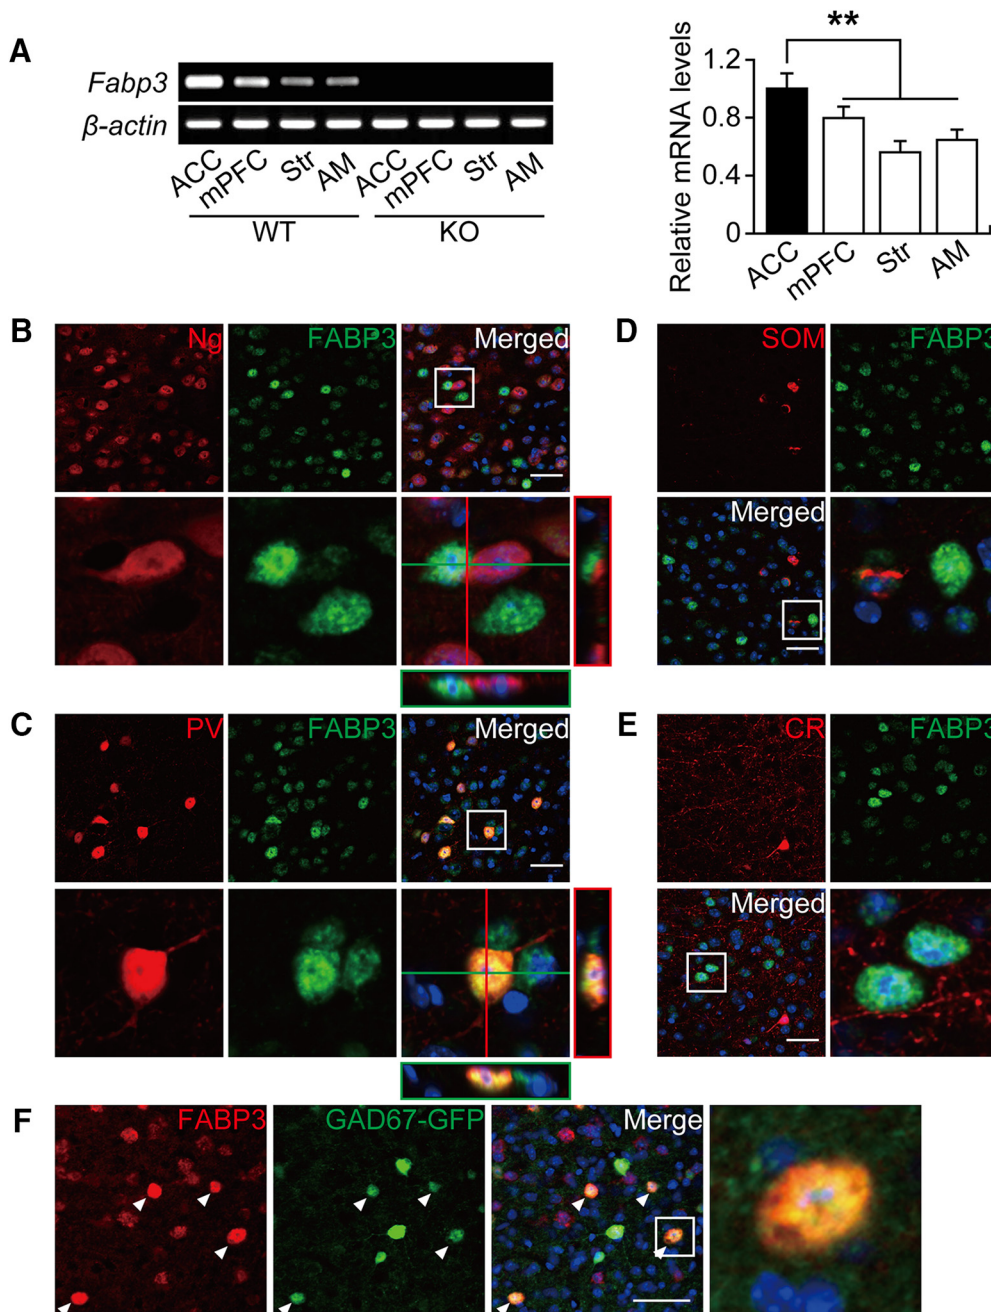 A
Fabp3
β-actin
ACC
mPFC
Str
AM
ACC
mPFC
Str
AM
WT
KO
Relative mRNA levels
1.2
0.8
0.4
0
**
ACC
mPFC
Str
AM
B
Ng
FABP3
Merged
D
SOM
FABP3
Merged
C
PV
FABP3
Merged
E
CR
FABP3
Merged
F
FABP3
GAD67-GFP
Merge